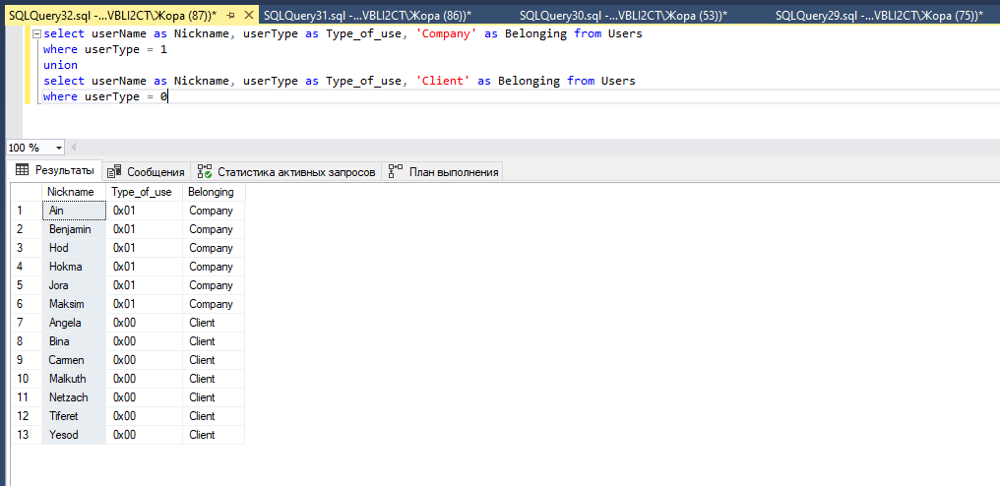 SQLQuery32.sql -...VBLI2CT\Жора (87))* SQLQuery31.sql -...VBLI2CT\Жора (86))* SQLQuery30.sql -...VBLI2CT\Жора (53))* SQLQuery29.sql -...VBLI2CT\Жора (75))*
select userName as Nickname, userType as Type_of_use, 'Company' as Belonging from Users
where userType = 1
union
select userName as Nickname, userType as Type_of_use, 'Client' as Belonging from Users
where userType = 0
100 %
Результаты Сообщения Статистика активных запросов План выполнения
Nickname Type_of_use Belonging
1 Ain 0x01 Company
2 Benjamin 0x01 Company
3 Hod 0x01 Company
4 Hokma 0x01 Company
5 Jora 0x01 Company
6 Maksim 0x01 Company
7 Angela 0x00 Client
8 Bina 0x00 Client
9 Carmen 0x00 Client
10 Malkuth 0x00 Client
11 Netzach 0x00 Client
12 Tiferet 0x00 Client
13 Yesod 0x00 Client